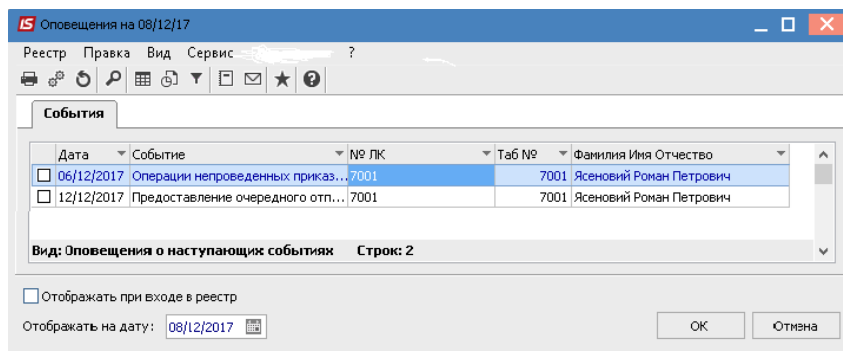 IS Оповещения на 08/12/17
Реестр Правка Вид Сервис ?
События
Дата Событие № ЛК Таб № Фамилия Имя Отчество
06/12/2017 Операции непроведенных приказ... 7001 7001 Ясеновий Роман Петрович
12/12/2017 Предоставление очередного отп... 7001 7001 Ясеновий Роман Петрович
Вид: Оповещения о наступающих событиях Строк: 2
Отображать при входе в реестр
Отображать на дату: 08/12/2017 OK Отмена